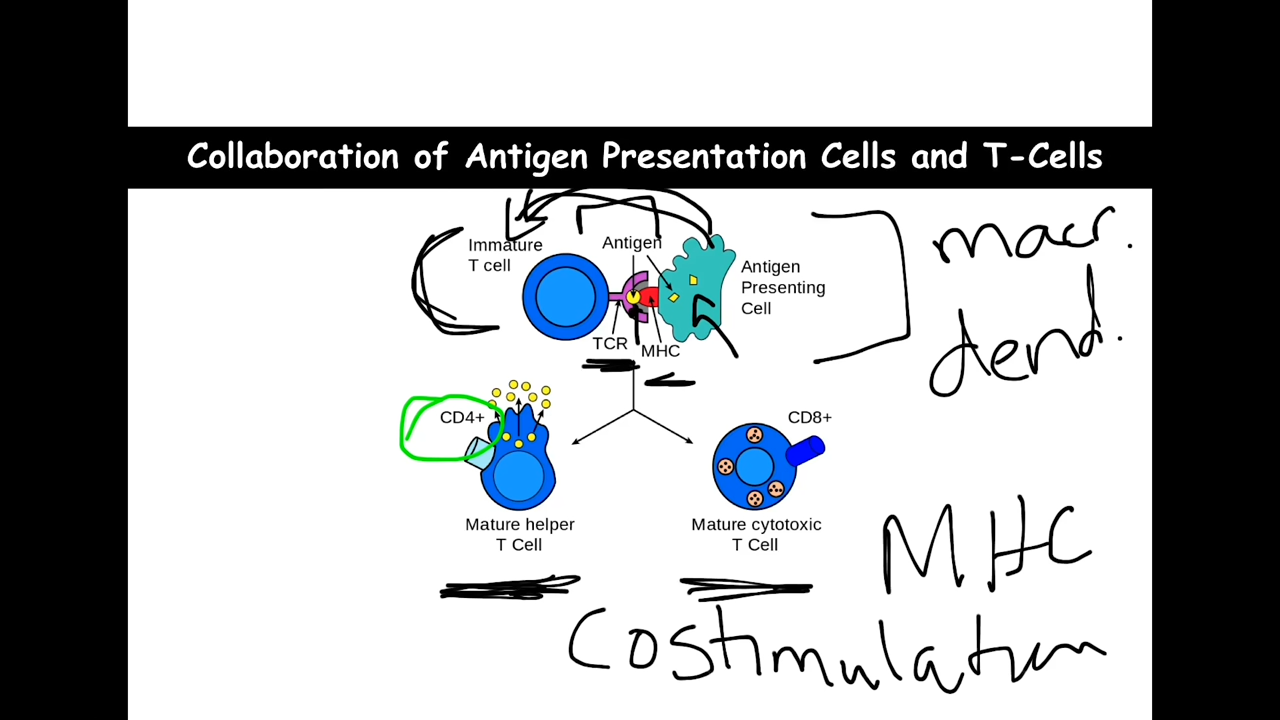 Collaboration of Antigen Presentation Cells and T-Cells
Immature
T cell
Antigen
Antigen
Presenting
Cell
TCR
MHC
macr.
dend.
CD4+
CD8+
Mature helper
T Cell
Mature cytotoxic
T Cell
MHC
Costimulation